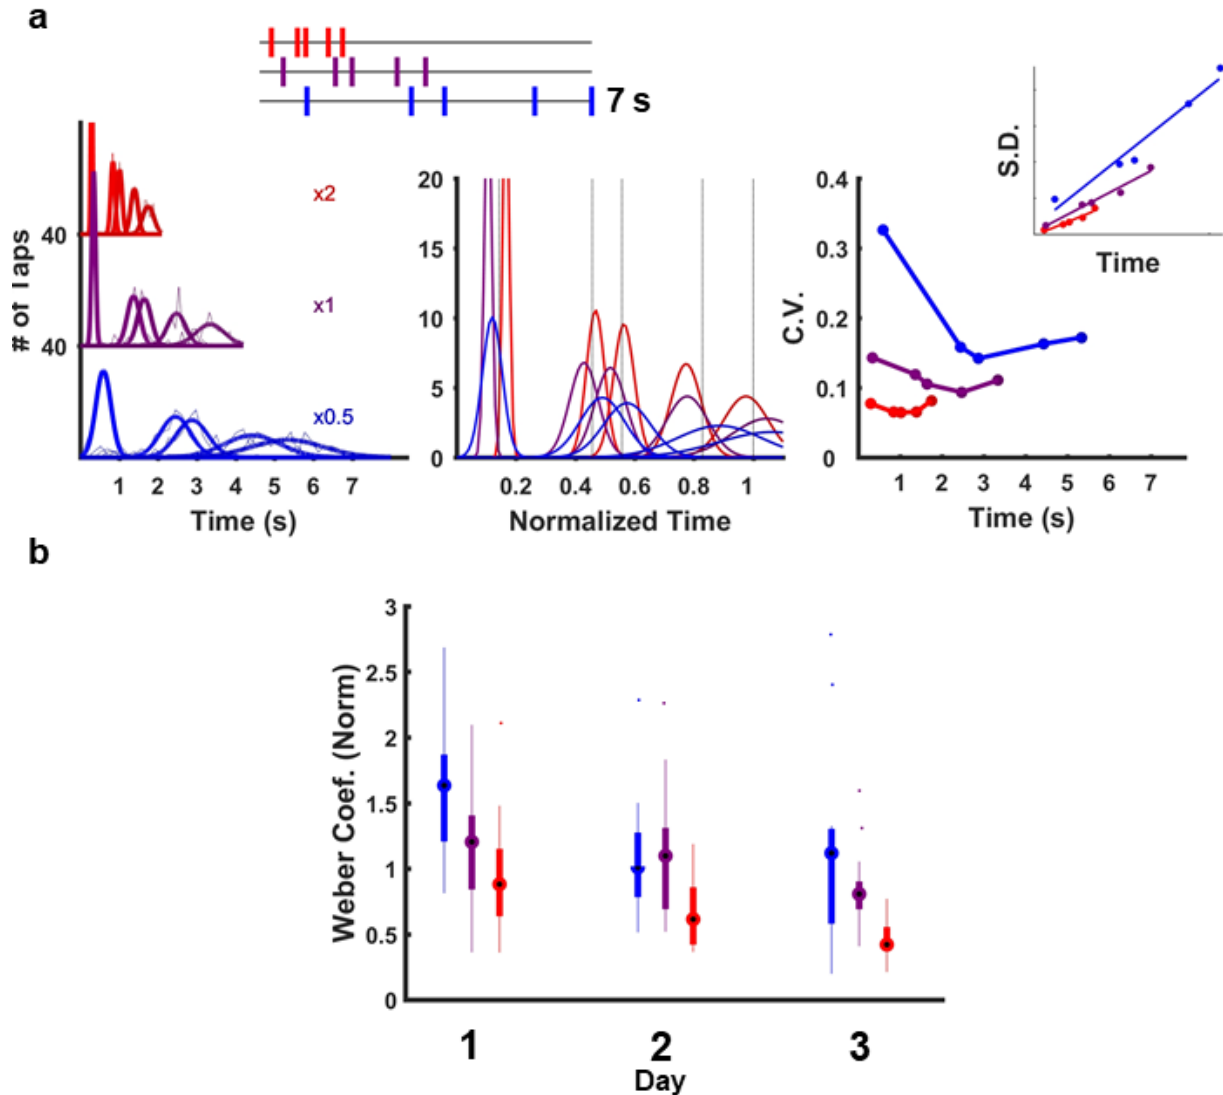 a
7 s
x2
40
x1
40
x0.5
# of Taps
1 2 3 4 5 6 7
Time (s)
20
15
10
5
0
0.2 0.4 0.6 0.8 1
Normalized Time
0.4
0.3
0.2
0.1
0
C.V.
1 2 3 4 5 6 7
Time (s)
S.D.
Time
b
3
2.5
2
1.5
1
0.5
0
Weber Coef. (Norm)
1 2 3
Day